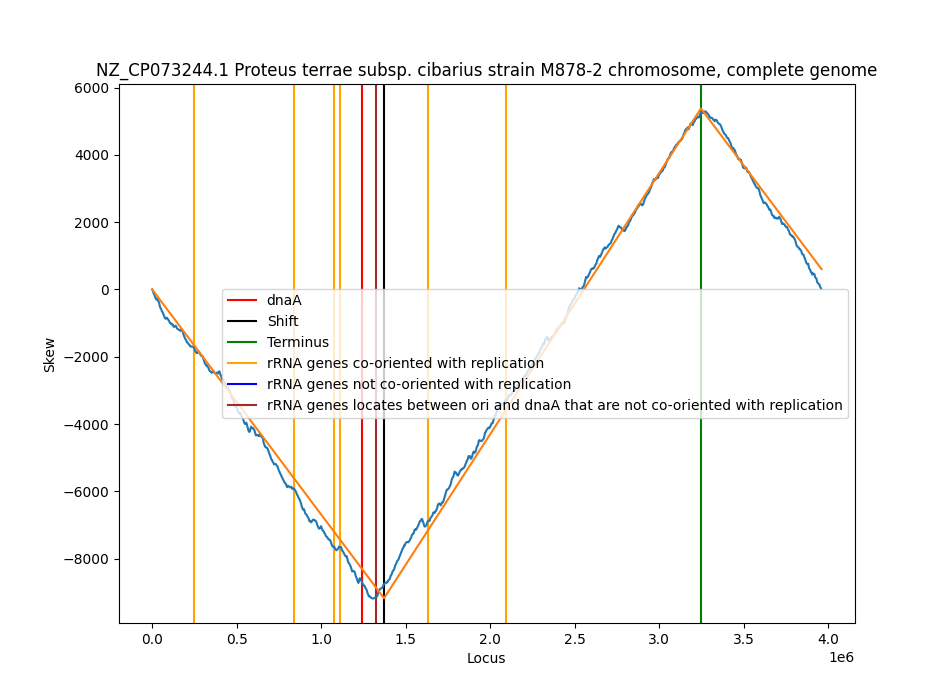 NZ_CP073244.1 Proteus terrae subsp. cibarius strain M878-2 chromosome, complete genome
6000
4000
2000
0
−2000
−4000
−6000
−8000
Skew
dnaA
Shift
Terminus
rRNA genes co-oriented with replication
rRNA genes not co-oriented with replication
rRNA genes locates between ori and dnaA that are not co-oriented with replication
0.0 0.5 1.0 1.5 2.0 2.5 3.0 3.5 4.0
1e6
Locus